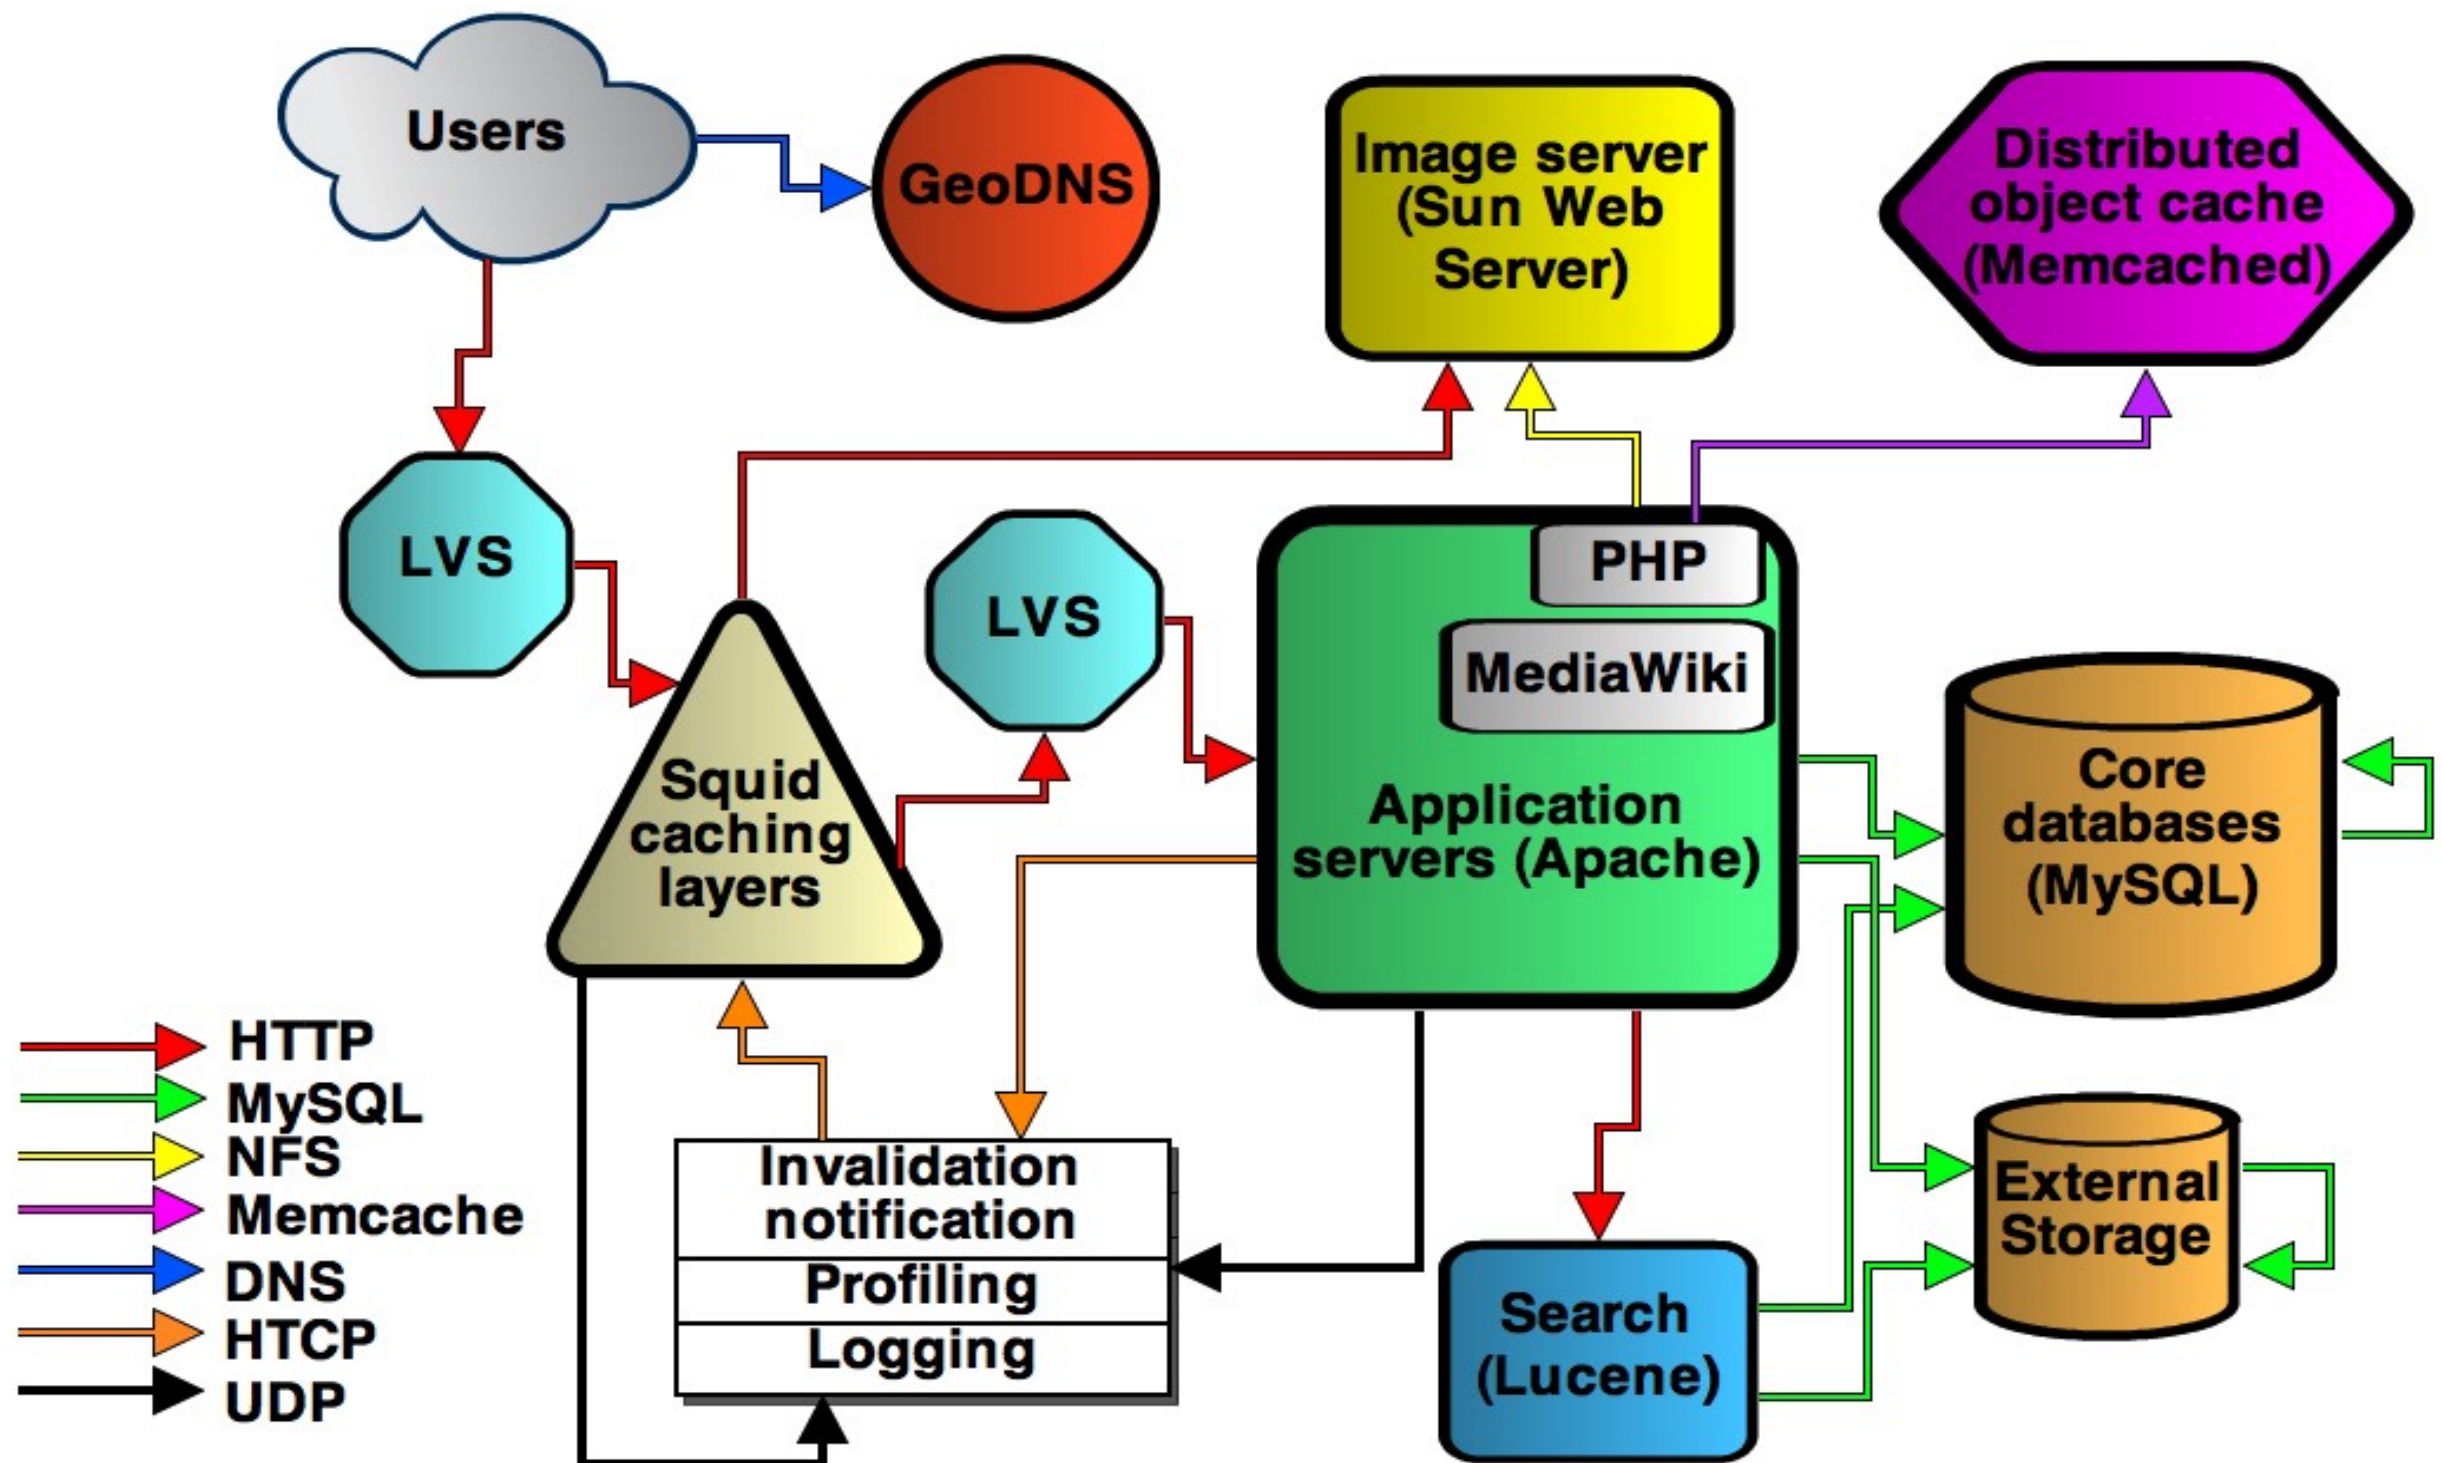 Users
GeoDNS
Image server
(Sun Web
Server)
Distributed
object cache
(Memcached)
LVS
LVS
PHP
MediaWiki
Application
servers (Apache)
Squid
caching
layers
Core
databases
(MySQL)
Invalidation
notification
Profiling
Logging
Search
(Lucene)
External
Storage
HTTP
MySQL
NFS
Memcache
DNS
HTCP
UDP